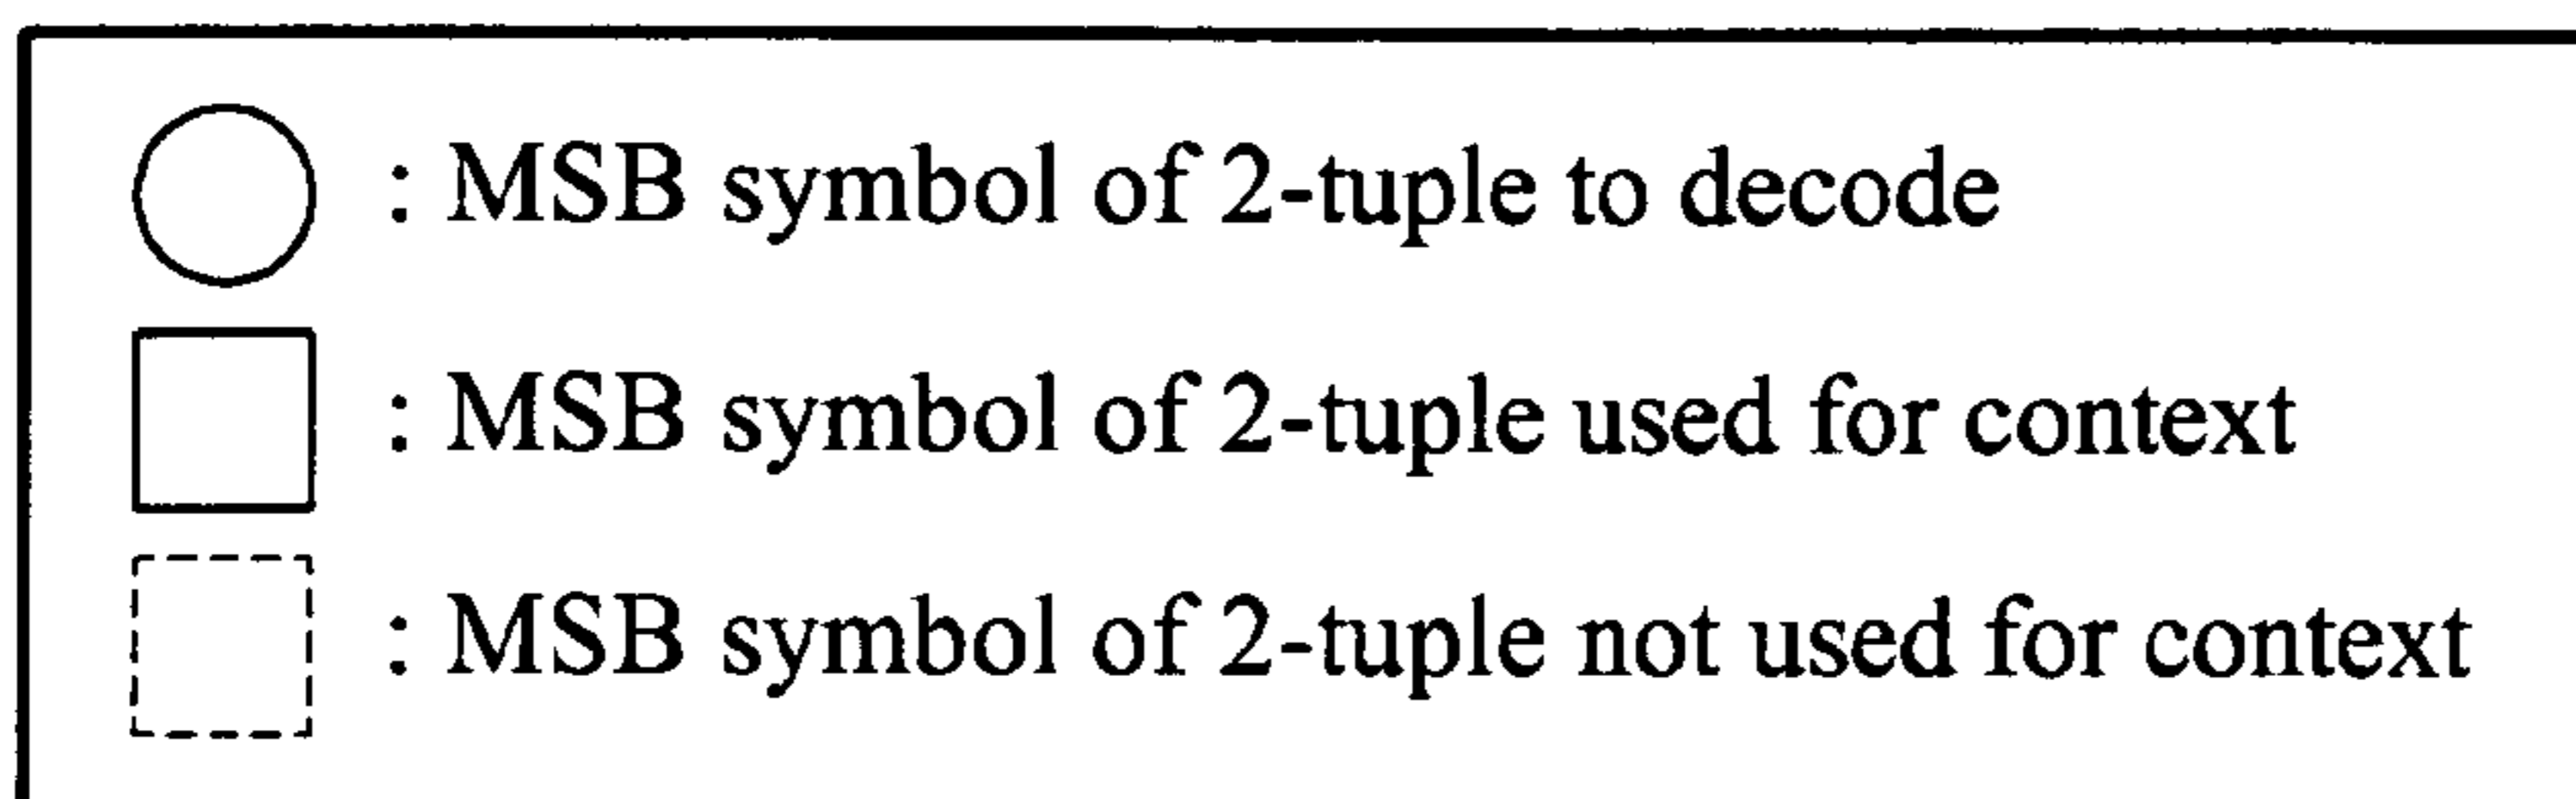 : MSB symbol of 2-tuple to decode
: MSB symbol of 2-tuple used for context
: MSB symbol of 2-tuple not used for context